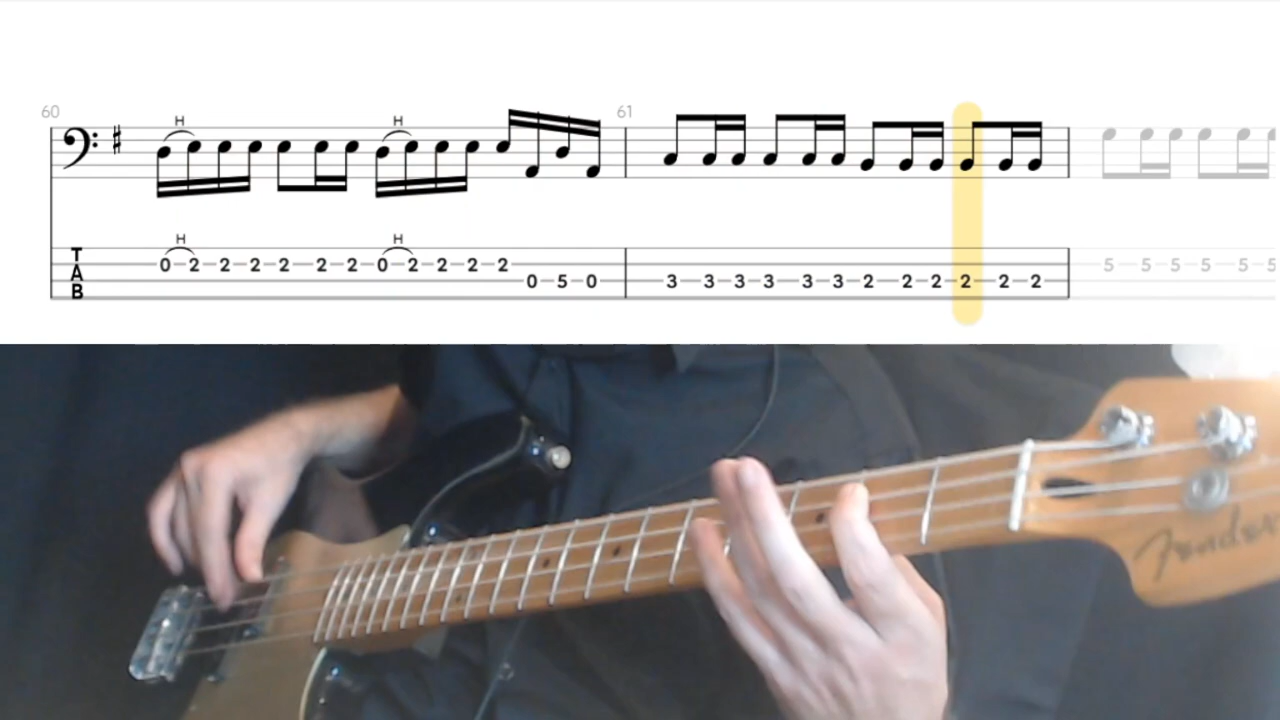 60
61
H
H
H
H
T
A
B
0 2 2 2 2 2 2 0 2 2 2 2
0 5 0
3 3 3 3 3 3 2 2 2 2 2 2
5 5 5 5 5 5
Fender